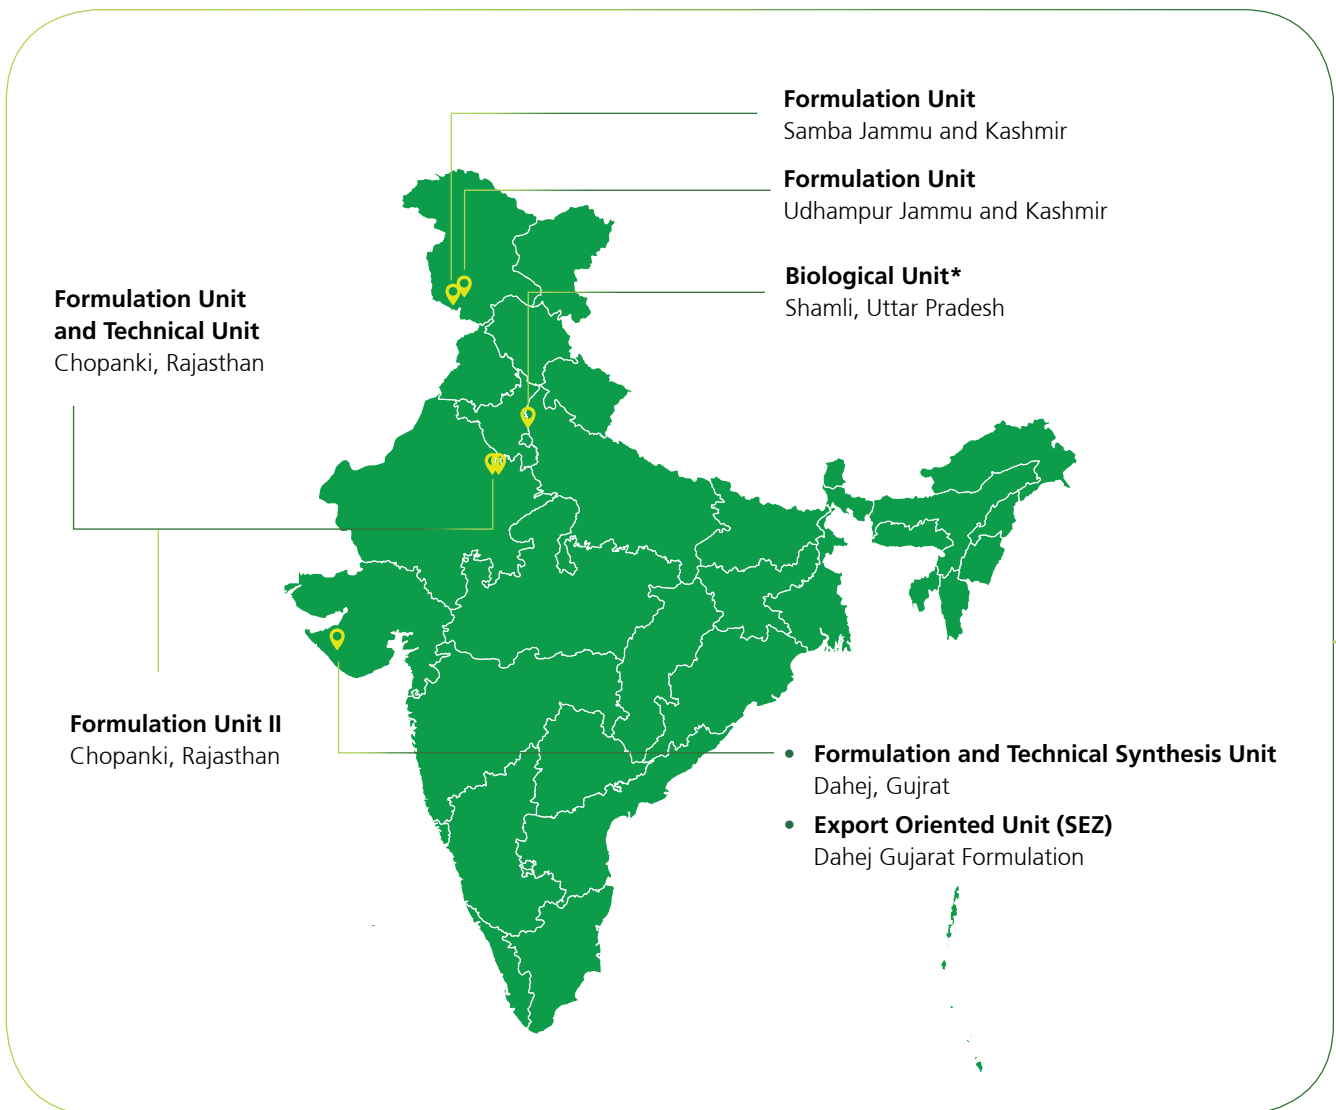 Formulation Unit
Samba Jammu and Kashmir
Formulation Unit
Udhampur Jammu and Kashmir
Biological Unit*
Shamli, Uttar Pradesh
Formulation Unit
and Technical Unit
Chopanki, Rajasthan
Formulation Unit II
Chopanki, Rajasthan
• Formulation and Technical Synthesis Unit
Dahej, Gujrat
• Export Oriented Unit (SEZ)
Dahej Gujarat Formulation